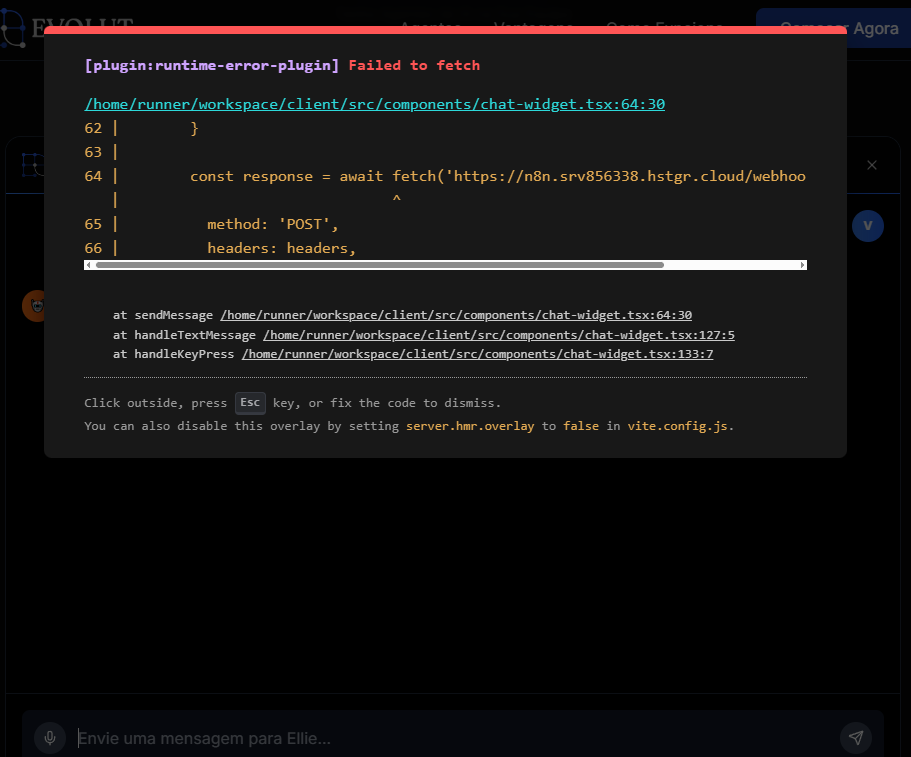 EVOLUT
Começar Agora
[plugin:runtime-error-plugin] Failed to fetch
/home/runner/workspace/client/src/components/chat-widget.tsx:64:30
62 | }
63 |
64 | const response = await fetch('https://n8n.srv856338.hstgr.cloud/webhoo
| ^
65 | method: 'POST',
66 | headers: headers,
V
at sendMessage /home/runner/workspace/client/src/components/chat-widget.tsx:64:30
at handleTextMessage /home/runner/workspace/client/src/components/chat-widget.tsx:127:5
at handleKeyPress /home/runner/workspace/client/src/components/chat-widget.tsx:133:7
Click outside, press Esc key, or fix the code to dismiss.
You can also disable this overlay by setting server.hmr.overlay to false in vite.config.js.
Envie uma mensagem para Ellie...